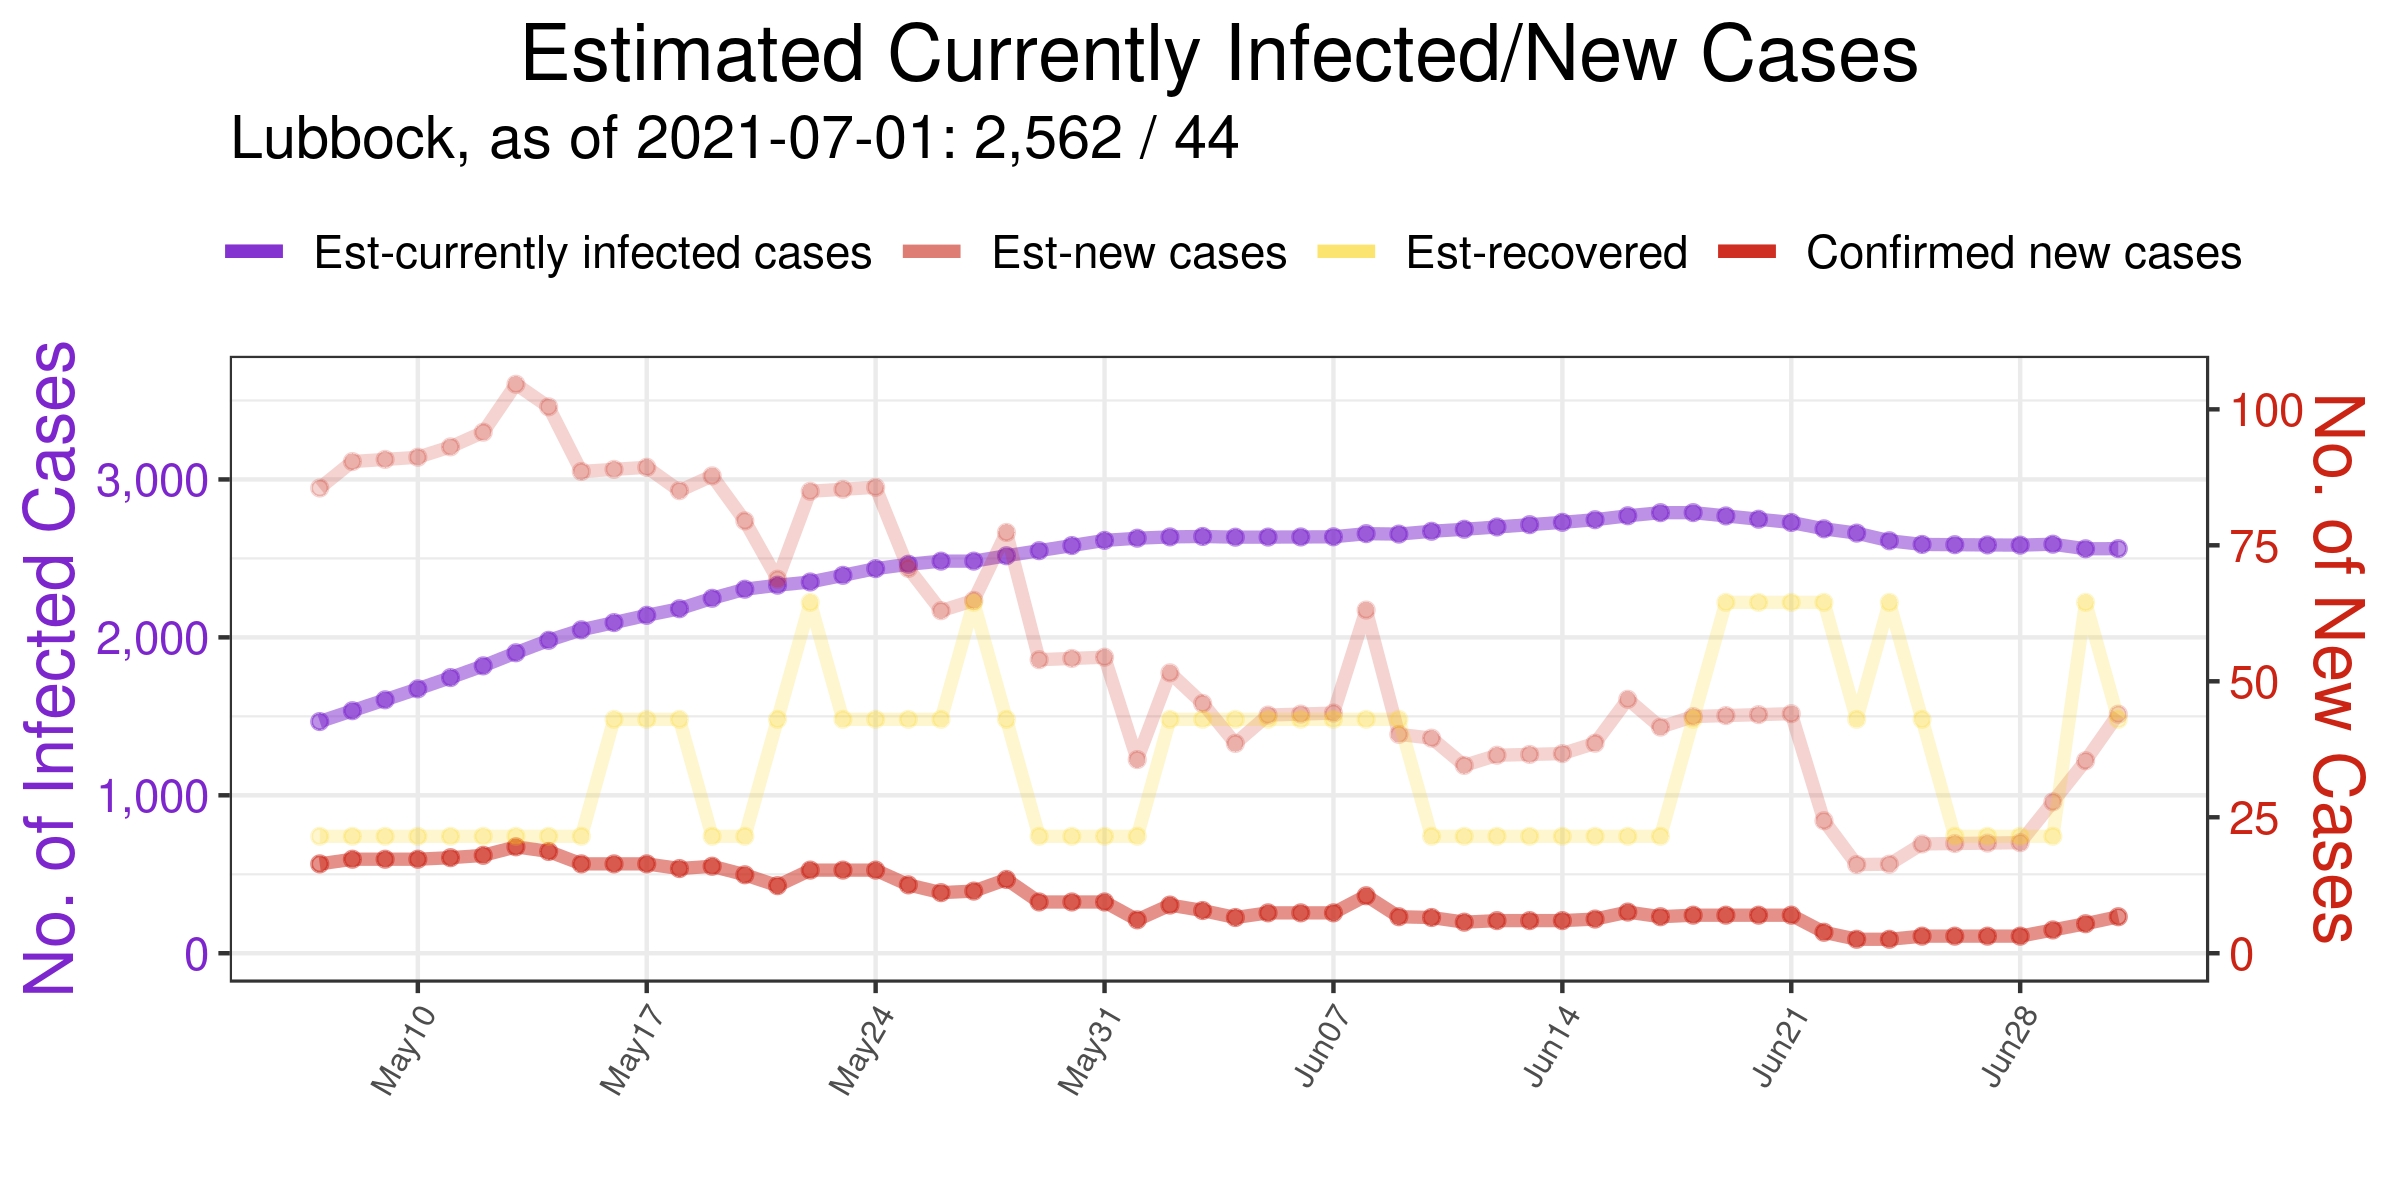 Estimated Currently Infected/New Cases
Lubbock, as of 2021-07-01: 2,562 / 44
Est-currently infected cases Est-new cases Est-recovered Confirmed new cases
No. of Infected Cases
3,000
2,000
1,000
0
100
75
50
25
0
No. of New Cases
May10 May17 May24 May31 Jun07 Jun14 Jun21 Jun28